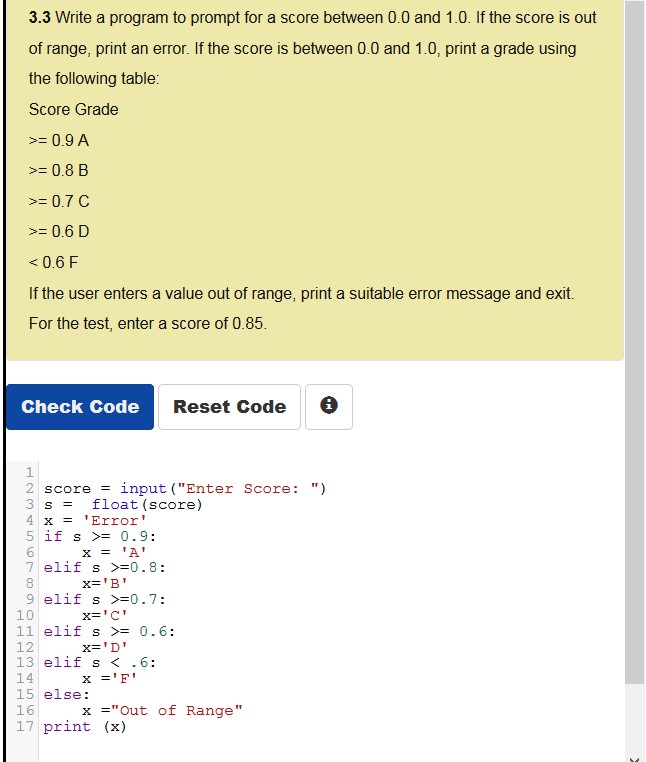 3.3 Write a program to prompt for a score between 0.0 and 1.0. If the score is out
of range, print an error. If the score is between 0.0 and 1.0, print a grade using
the following table:
Score Grade
>= 0.9 A
>= 0.8 B
>= 0.7 C
>= 0.6 D
< 0.6 F
If the user enters a value out of range, print a suitable error message and exit.
For the test, enter a score of 0.85.
Check Code Reset Code i
1
2 score = input("Enter Score: ")
3 s =  float(score)
4 x = 'Error'
5 if s >= 0.9:
6     x = 'A'
7 elif s >=0.8:
8     x='B'
9 elif s >=0.7:
10     x='C'
11 elif s >= 0.6:
12     x='D'
13 elif s < .6:
14     x ='F'
15 else:
16     x ="Out of Range"
17 print (x)